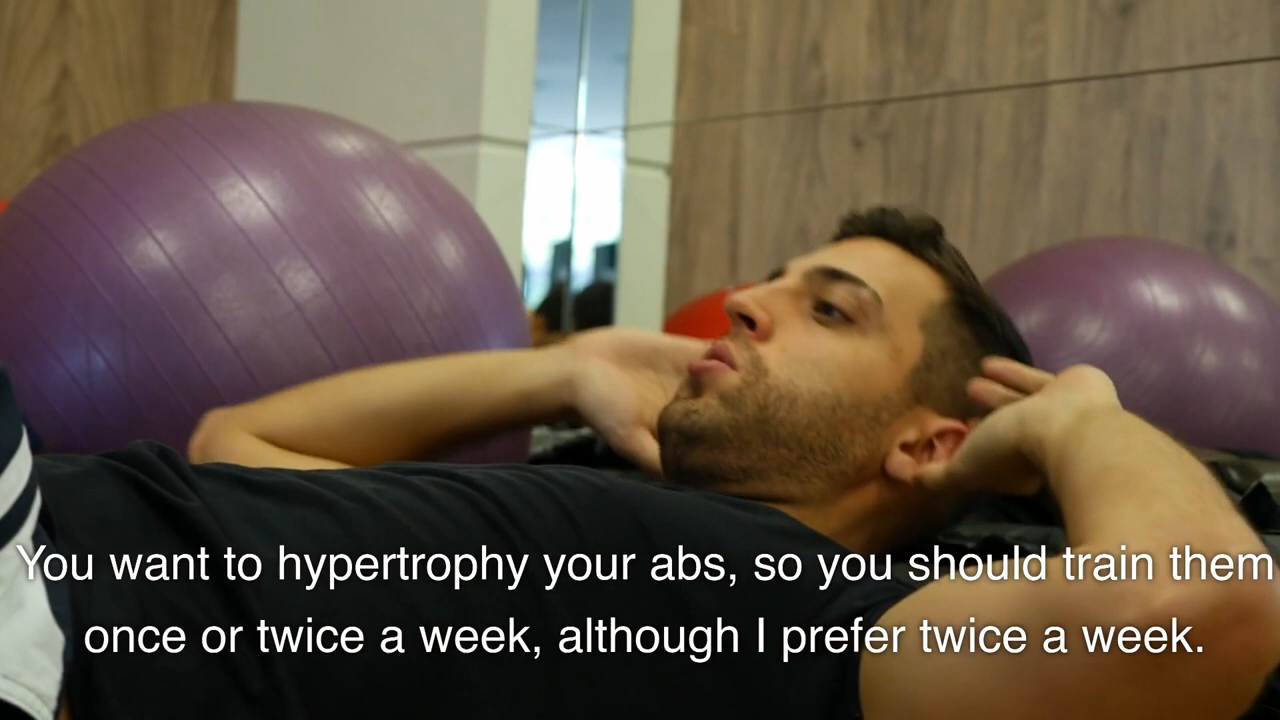 You want to hypertrophy your abs, so you should train them
once or twice a week, although I prefer twice a week.